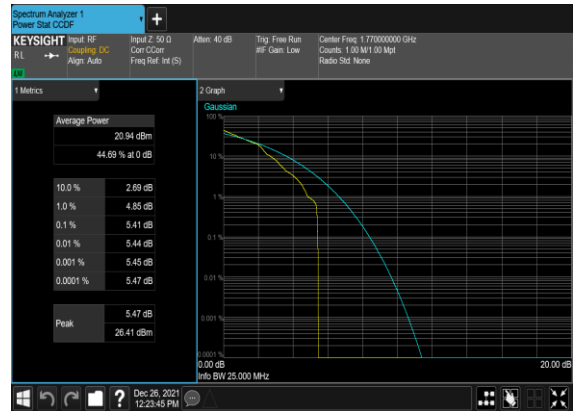 Spectrum Analyzer 1
Power Stat CCDF
KEYSIGHT
Input: RF
Coupling: DC
Align: Auto
Input Z: 50 Ω
Corr CCorr
Freq Ref: Int (S)
Atten: 40 dB
Trig: Free Run
#IF Gain: Low
Center Freq: 1.770000000 GHz
Counts: 1.00 M/1.00 Mpt
Radio Std: None
RL
1 Metrics
Average Power
20.94 dBm
44.69 % at 0 dB
10.0 % 2.69 dB
1.0 % 4.85 dB
0.1 % 5.41 dB
0.01 % 5.44 dB
0.001 % 5.45 dB
0.0001 % 5.47 dB
Peak
5.47 dB
26.41 dBm
2 Graph
Gaussian
100 %
10 %
1 %
0.1 %
0.01 %
0.001 %
0.0001 %
0.00 dB
20.00 dB
Info BW 25.000 MHz
?
Dec 26, 2021
12:23:45 PM